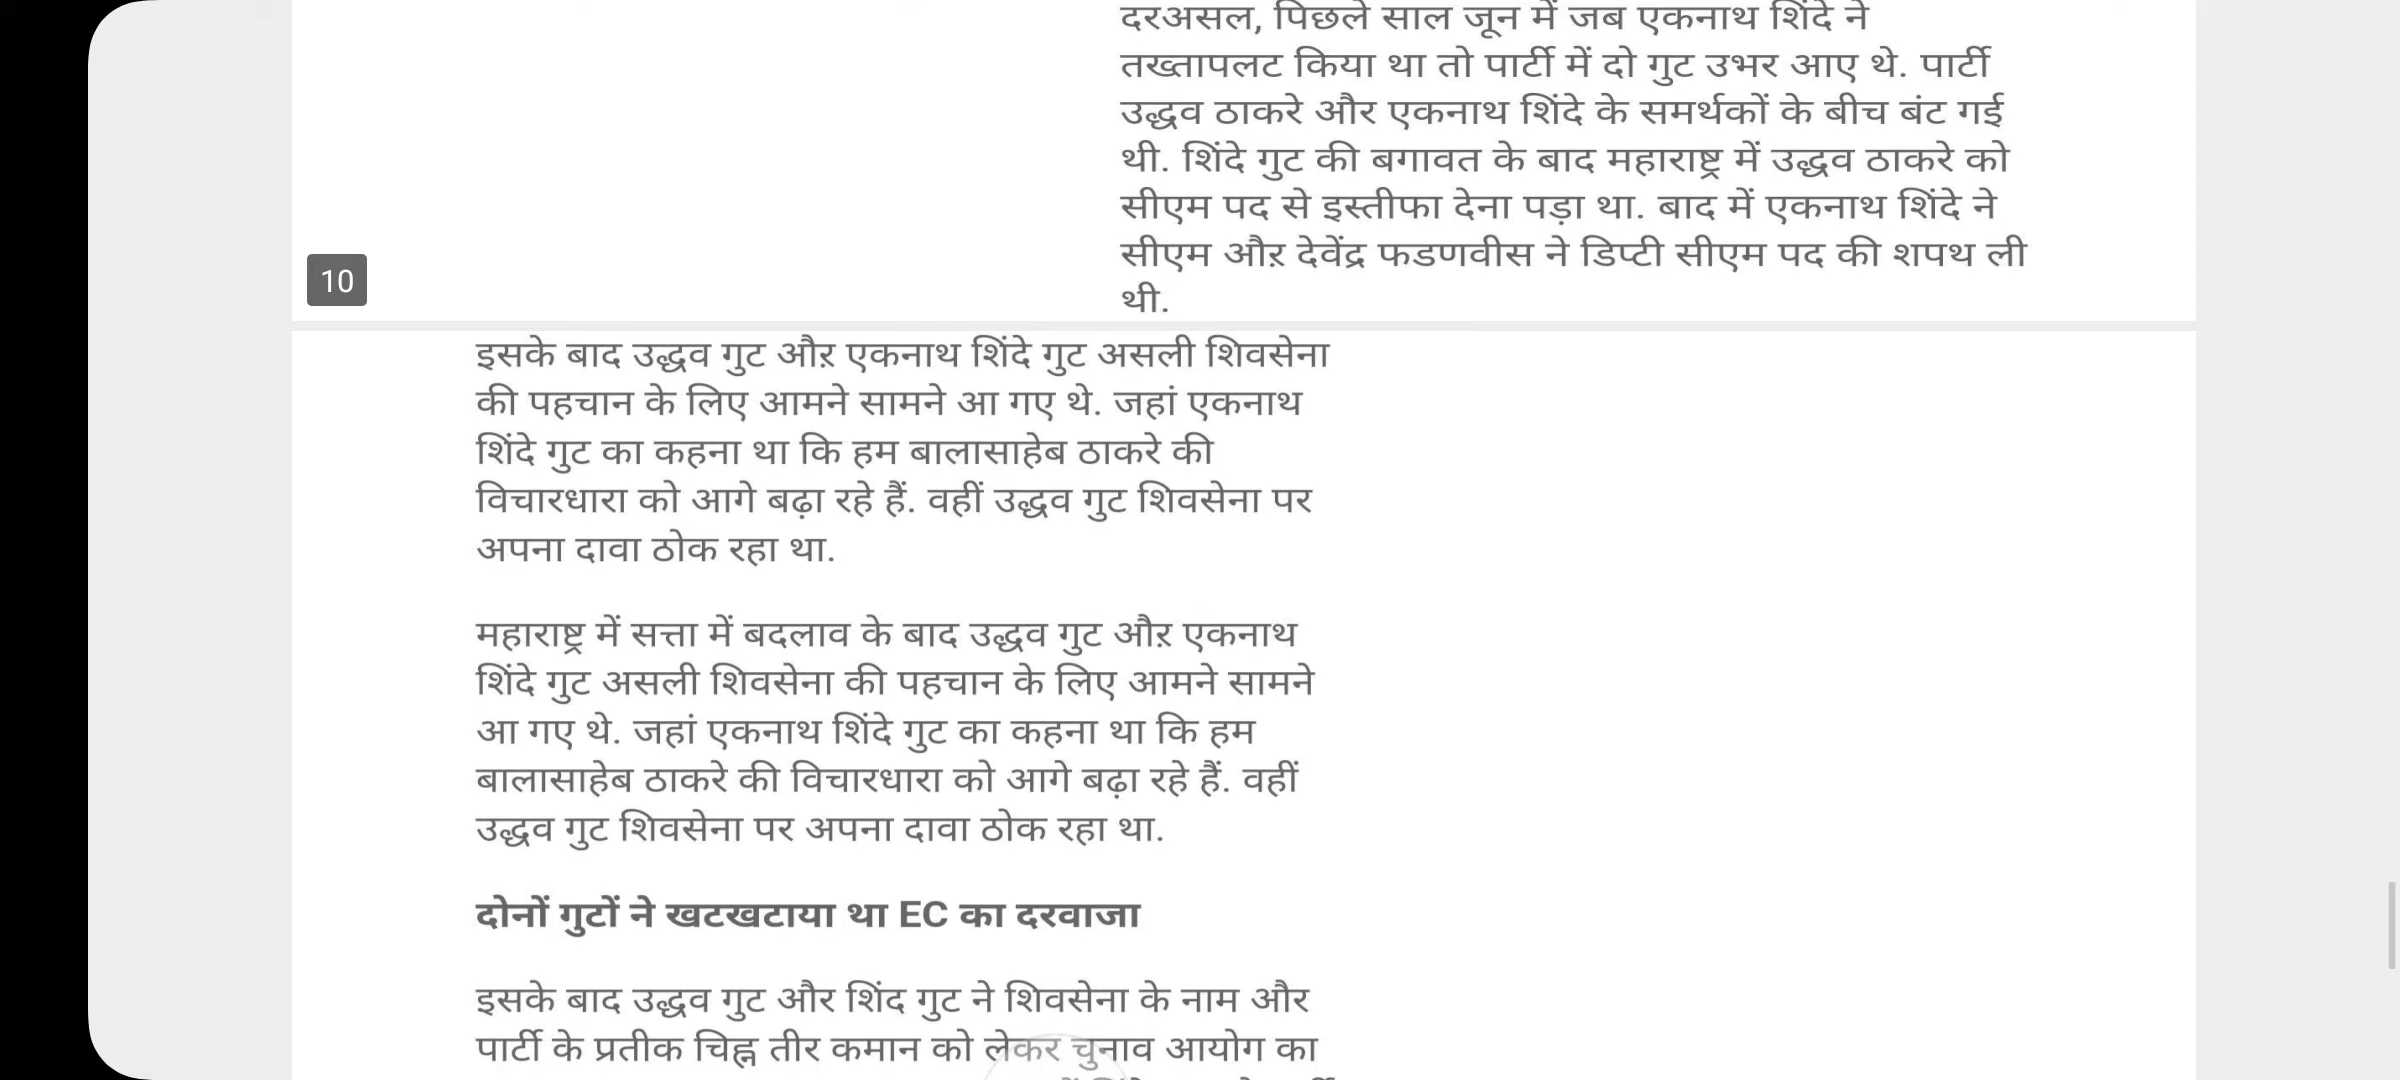 दरअसल, पिछले साल जून में जब एकनाथ शिंदे ने
तख्तापलट किया था तो पार्टी में दो गुट उभर आए थे. पार्टी
उद्धव ठाकरे और एकनाथ शिंदे के समर्थकों के बीच बंट गई
थी. शिंदे गुट की बगावत के बाद महाराष्ट्र में उद्धव ठाकरे को
सीएम पद से इस्तीफा देना पड़ा था. बाद में एकनाथ शिंदे ने
सीएम औऱ देवेंद्र फडणवीस ने डिप्टी सीएम पद की शपथ ली
थी.
10
इसके बाद उद्धव गुट औऱ एकनाथ शिंदे गुट असली शिवसेना
की पहचान के लिए आमने सामने आ गए थे. जहां एकनाथ
शिंदे गुट का कहना था कि हम बालासाहेब ठाकरे की
विचारधारा को आगे बढ़ा रहे हैं. वहीं उद्धव गुट शिवसेना पर
अपना दावा ठोक रहा था.
महाराष्ट्र में सत्ता में बदलाव के बाद उद्धव गुट औऱ एकनाथ
शिंदे गुट असली शिवसेना की पहचान के लिए आमने सामने
आ गए थे. जहां एकनाथ शिंदे गुट का कहना था कि हम
बालासाहेब ठाकरे की विचारधारा को आगे बढ़ा रहे हैं. वहीं
उद्धव गुट शिवसेना पर अपना दावा ठोक रहा था.
दोनों गुटों ने खटखटाया था EC का दरवाजा
इसके बाद उद्धव गुट और शिंद गुट ने शिवसेना के नाम और
पार्टी के प्रतीक चिह्न तीर कमान को लेकर चुनाव आयोग का